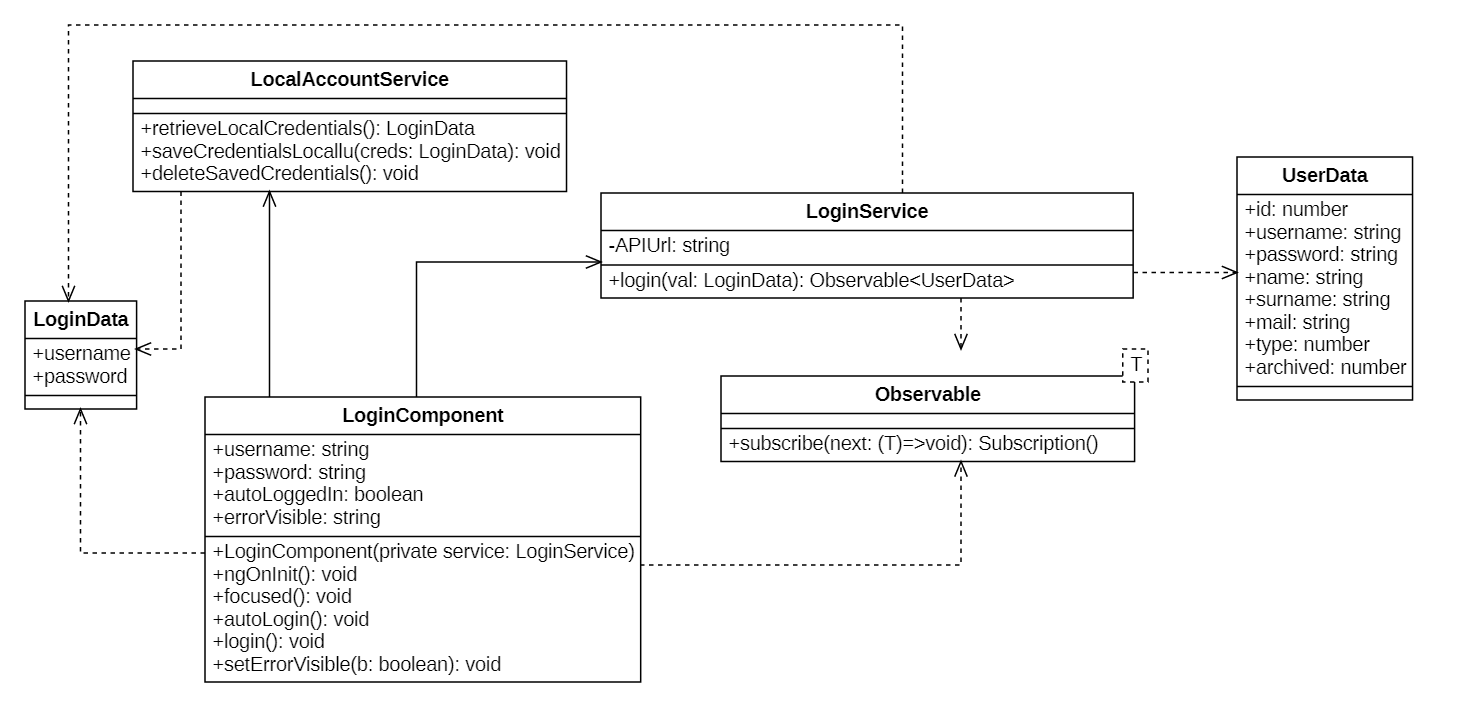 LocalAccountService
+retrieveLocalCredentials(): LoginData
+saveCredentialsLocallu(creds: LoginData): void
+deleteSavedCredentials(): void
LoginService
-APIUrl: string
+login(val: LoginData): Observable<UserData>
UserData
+id: number
+username: string
+password: string
+name: string
+surname: string
+mail: string
+type: number
+archived: number
LoginData
+username
+password
T
Observable
+subscribe(next: (T)=>void): Subscription()
LoginComponent
+username: string
+password: string
+autoLoggedIn: boolean
+errorVisible: string
+LoginComponent(private service: LoginService)
+ngOnInit(): void
+focused(): void
+autoLogin(): void
+login(): void
+setErrorVisible(b: boolean): void